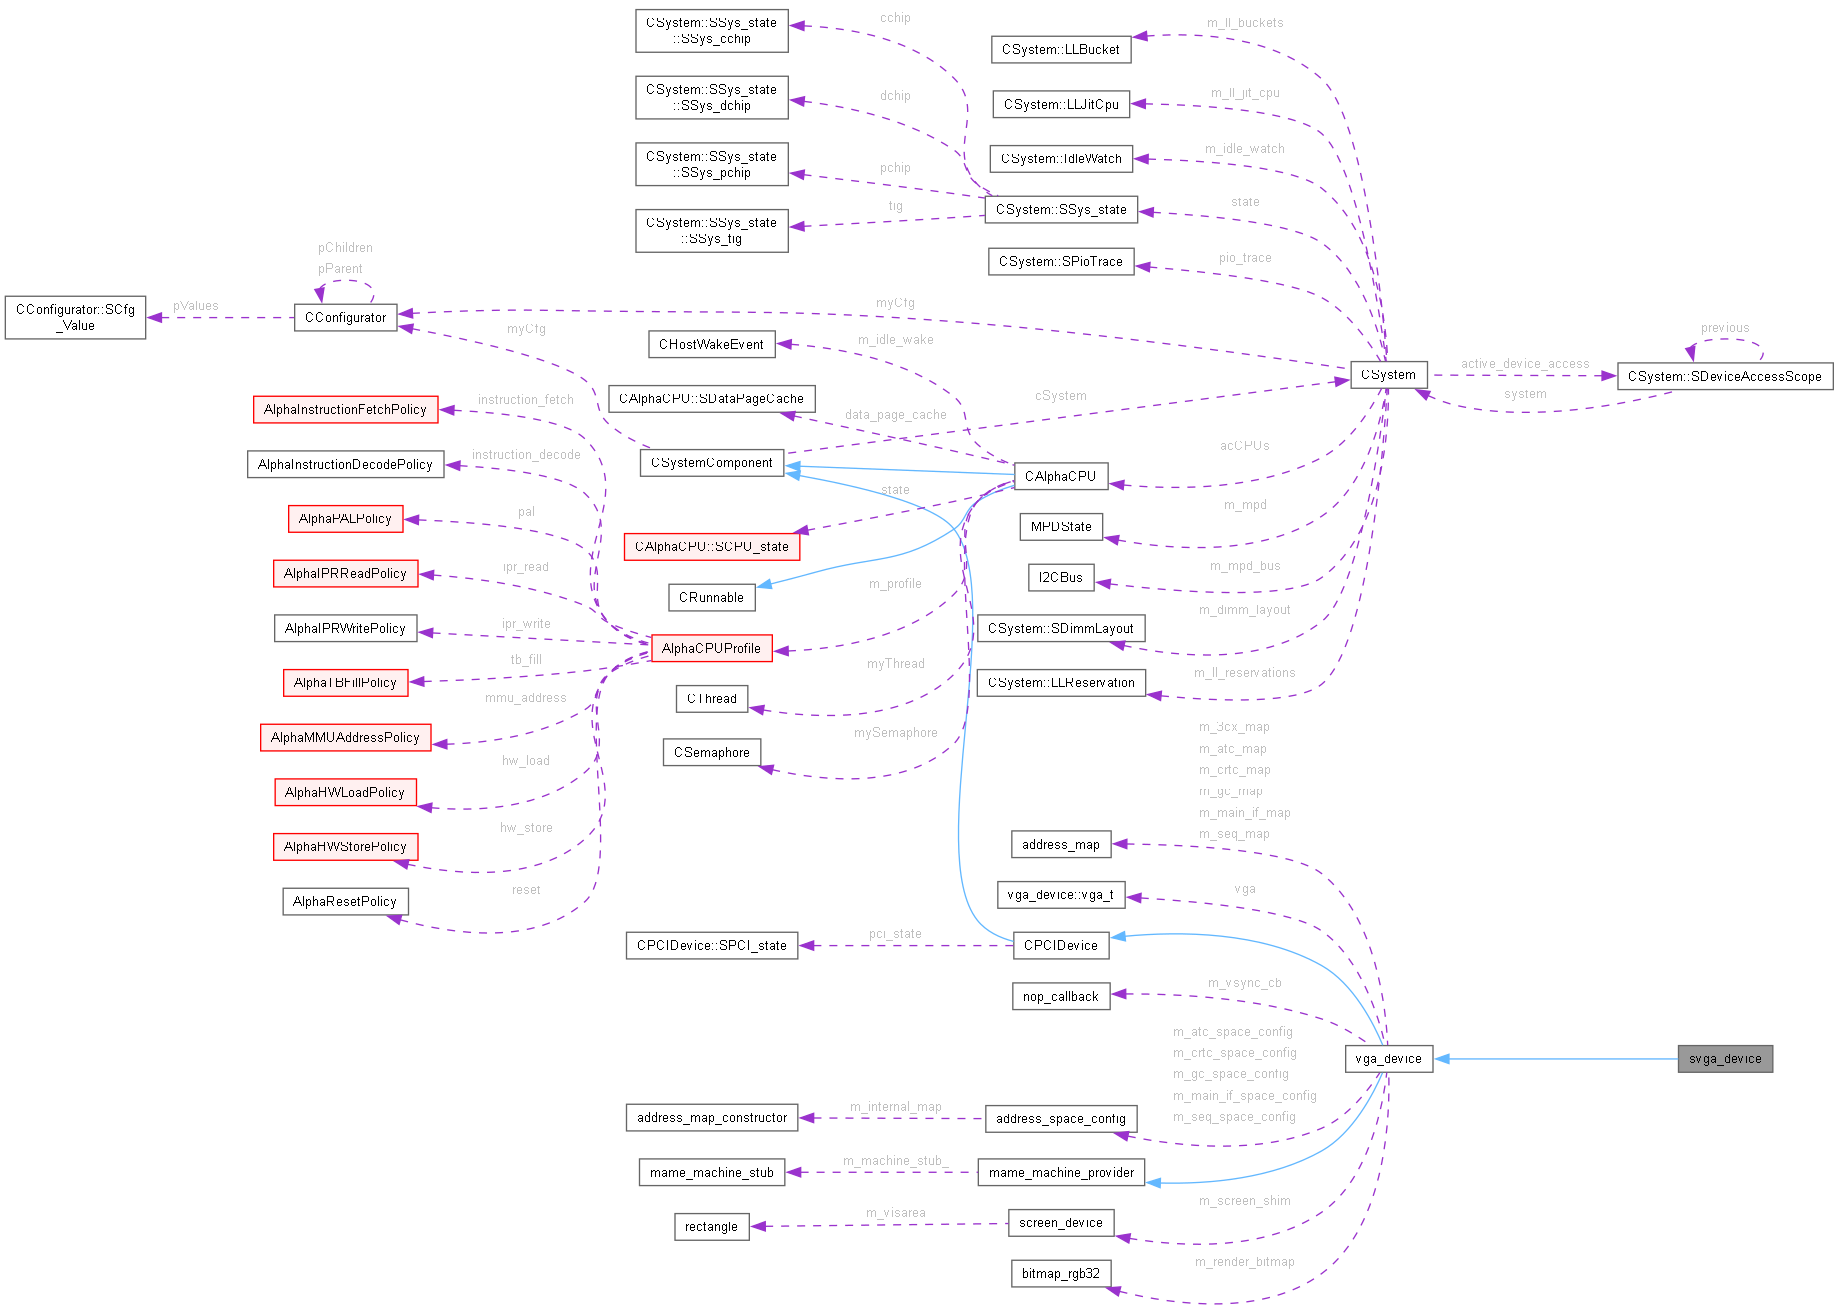 cchip
CSystem::SSys_state
::SSys_cchip
m_ll_buckets
CSystem::LLBucket
dchip
CSystem::SSys_state
::SSys_dchip
m_ll_jit_cpu
CSystem::LLJitCpu
m_idle_watch
CSystem::IdleWatch
pchip
CSystem::SSys_state
::SSys_pchip
state
CSystem::SSys_state
tig
CSystem::SSys_state
::SSys_tig
pio_trace
CSystem::SPioTrace
pChildren
pParent
CConfigurator::SCfg
_Value
pValues
CConfigurator
myCfg
myCfg
CHostWakeEvent
m_idle_wake
CSystem
active_device_access
previous
CSystem::SDeviceAccessScope
system
cSystem
CAlphaCPU::SDataPageCache
data_page_cache
AlphaInstructionFetchPolicy
instruction_fetch
acCPUs
AlphaInstructionDecodePolicy
instruction_decode
CSystemComponent
CAlphaCPU
state
m_mpd
MPDState
AlphaPALPolicy
pal
CAlphaCPU::SCPU_state
AlphaIPRReadPolicy
ipr_read
CRunnable
m_profile
I2CBus
m_mpd_bus
m_dimm_layout
CSystem::SDimmLayout
AlphaIPRWritePolicy
ipr_write
AlphaCPUProfile
AlphaTBFillPolicy
tb_fill
myThread
CThread
m_ll_reservations
CSystem::LLReservation
mmu_address
AlphaMMUAddressPolicy
mySemaphore
CSemaphore
hw_load
AlphaHWLoadPolicy
hw_store
AlphaHWStorePolicy
reset
AlphaResetPolicy
m_3cx_map
m_atc_map
m_crtc_map
m_gc_map
m_main_if_map
m_seq_map
address_map
vga
vga_device::vga_t
CPCIDevice::SPCI_state
pci_state
CPCIDevice
m_vsync_cb
nop_callback
m_atc_space_config
m_crtc_space_config
m_gc_space_config
m_main_if_space_config
m_seq_space_config
vga_device
svga_device
address_map_constructor
m_internal_map
address_space_config
mame_machine_stub
m_machine_stub_
mame_machine_provider
m_screen_shim
rectangle
m_visarea
screen_device
m_render_bitmap
bitmap_rgb32